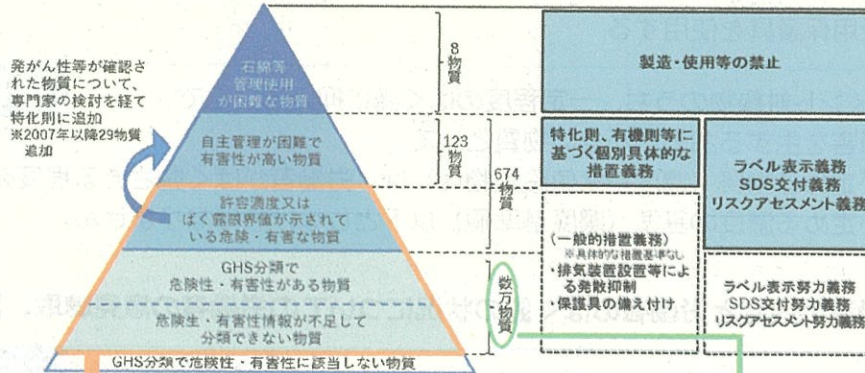 発がん性等が確認さ
れた物質について、
専門家の検討を経て
特化則に追加
※2007年以降29物質
追加
石綿等
管理使用
が困難な物質
自主管理が困難で
有害性が高い物質
許容濃度又は
ばく露限界値が示されて
いる危険・有害な物質
GHS分類で
危険性・有害性がある物質
危険生・有害性情報が不足して
分類できない物質
GHS分類で危険性・有害性に該当しない物質
8
物質
123
物質
674
物質
数万物質
製造・使用等の禁止
特化則、有機則等に
基づく個別具体的な
措置義務
(一般的措置義務)
※具体的な措置基準なし
・排気装置設置等によ
る発散抑制
・保護具の備え付け
ラベル表示義務
SDS交付義務
リスクアセスメント義務
ラベル表示努力義務
SDS交付努力義務
リスクアセスメント努力義務